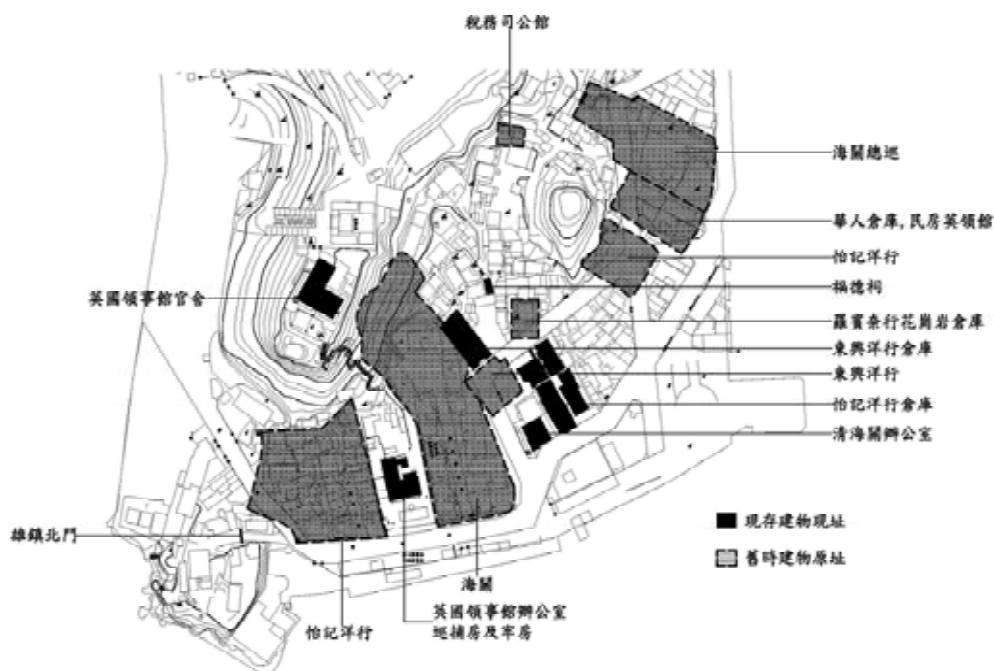 稅務司公館
海關總巡
華人倉庫,民房英領館
怡記洋行
福德祠
英國領事館官舍
羅賓奈行花崗岩倉庫
東興洋行倉庫
東興洋行
怡記洋行倉庫
清海關辦公室
現存建物現址
雄鎮北門
舊時建物原址
海關
英國領事館辦公室
巡捕房及牢房
怡記洋行